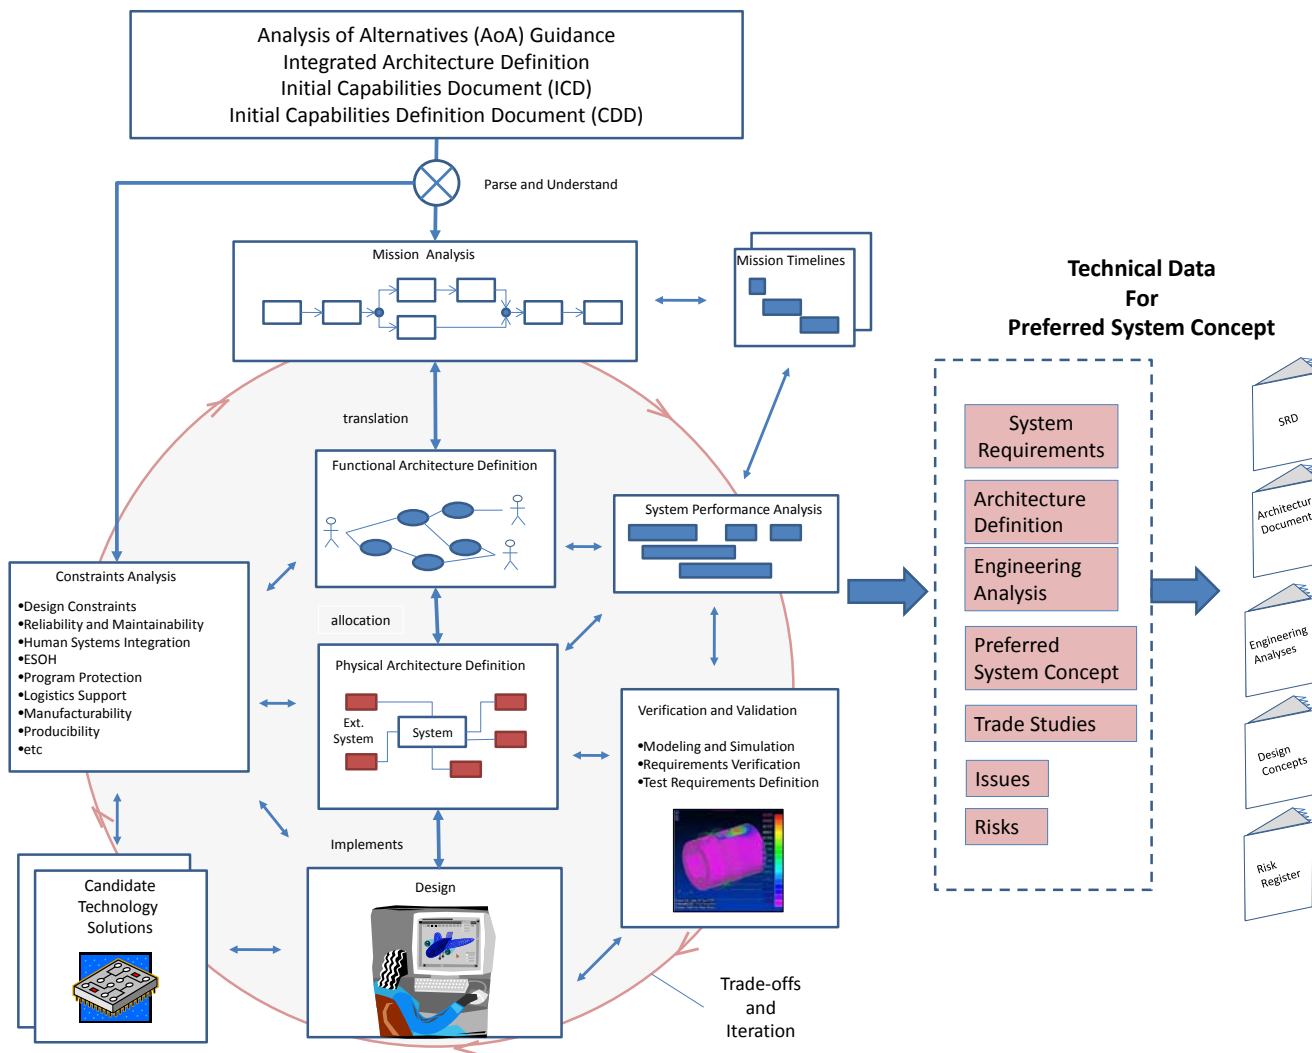 Analysis of Alternatives (AoA) Guidance
Integrated Architecture Definition
Initial Capabilities Document (ICD)
Initial Capabilities Definition Document (CDD)
Parse and Understand
Mission Analysis
Mission Timelines
translation
Functional Architecture Definition
System Performance Analysis
Constraints Analysis
•Design Constraints
•Reliability and Maintainability
•Human Systems Integration
•ESOH
•Program Protection
•Logistics Support
•Manufacturability
•Producibility
•etc
allocation
Physical Architecture Definition
Ext.
System
System
Verification and Validation
•Modeling and Simulation
•Requirements Verification
•Test Requirements Definition
Implements
Candidate
Technology
Solutions
Design
Trade-offs
and
Iteration
Technical Data
For
Preferred System Concept
System
Requirements
Architecture
Definition
Engineering
Analysis
Preferred
System Concept
Trade Studies
Issues
Risks
SRD
Architectur
Document
Engineering
Analyses
Design
Concepts
Risk
Register